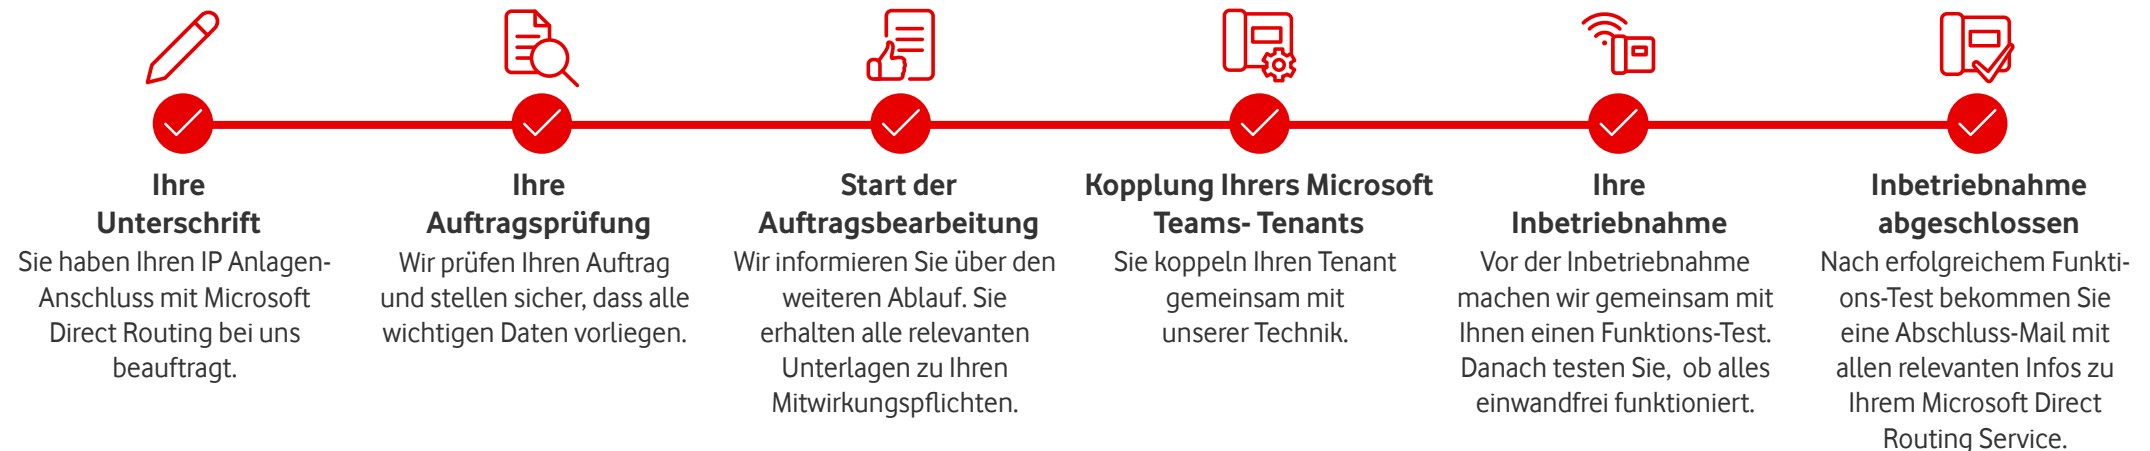 Ihre
Unterschrift
Sie haben Ihren IP Anlagen-
Anschluss mit Microsoft
Direct Routing bei uns
beauftragt.
Ihre
Auftragsprüfung
Wir prüfen Ihren Auftrag
und stellen sicher, dass alle
wichtigen Daten vorliegen.
Start der
Auftragsbearbeitung
Wir informieren Sie über den
weiteren Ablauf. Sie
erhalten alle relevanten
Unterlagen zu Ihren
Mitwirkungspflichten.
Kopplung Ihrers Microsoft
Teams- Tenants
Sie koppeln Ihren Tenant
gemeinsam mit
unserer Technik.
Ihre
Inbetriebnahme
Vor der Inbetriebnahme
machen wir gemeinsam mit
Ihnen einen Funktions-Test.
Danach testen Sie,  ob alles
einwandfrei funktioniert.
Inbetriebnahme
abgeschlossen
Nach erfolgreichem Funkti-
ons-Test bekommen Sie
eine Abschluss-Mail mit
allen relevanten Infos zu
Ihrem Microsoft Direct
Routing Service.